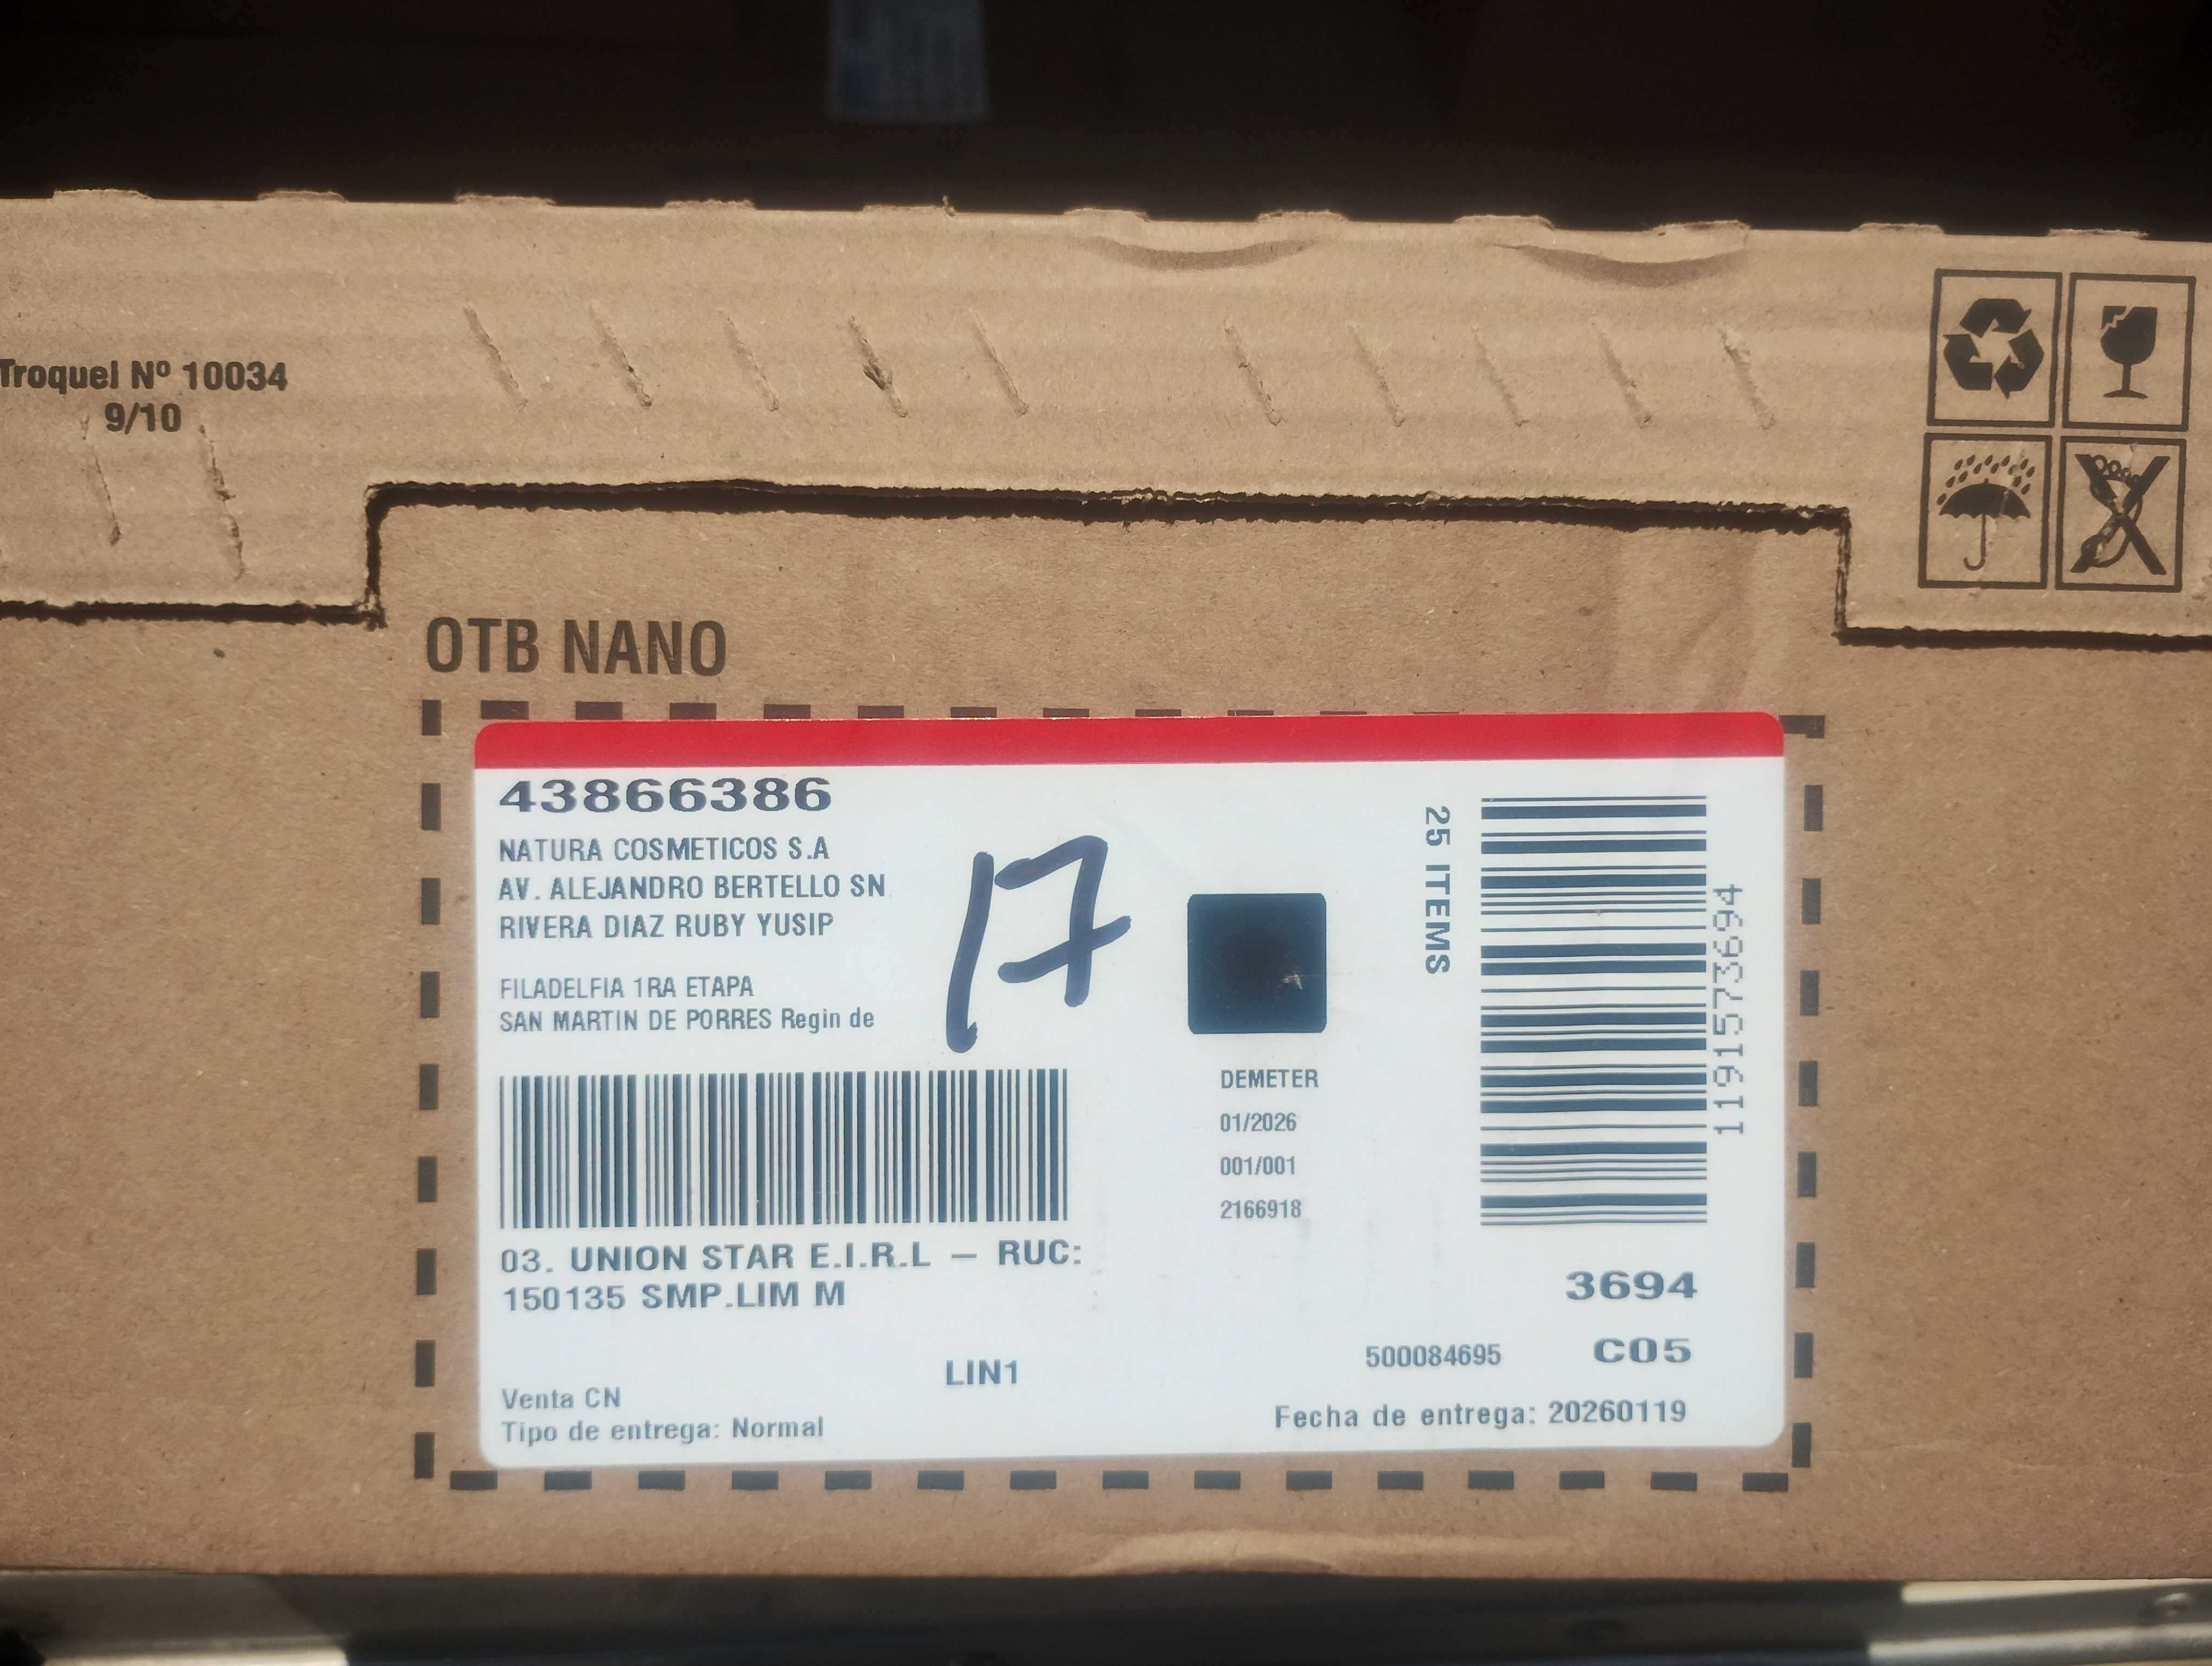 Troquel Nº 10034
9/10
OTB NANO
43866386
NATURA COSMETICOS S.A
AV. ALEJANDRO BERTELLO SN
RIVERA DIAZ RUBY YUSIP
FILADELFIA 1RA ETAPA
SAN MARTIN DE PORRES Regin de
17
25 ITEMS
1191573694
DEMETER
01/2026
001/001
2166918
03. UNION STAR E.I.R.L – RUC:
150135 SMP.LIM M
3694
500084695 C05
LIN1
Venta CN
Tipo de entrega: Normal
Fecha de entrega: 20260119